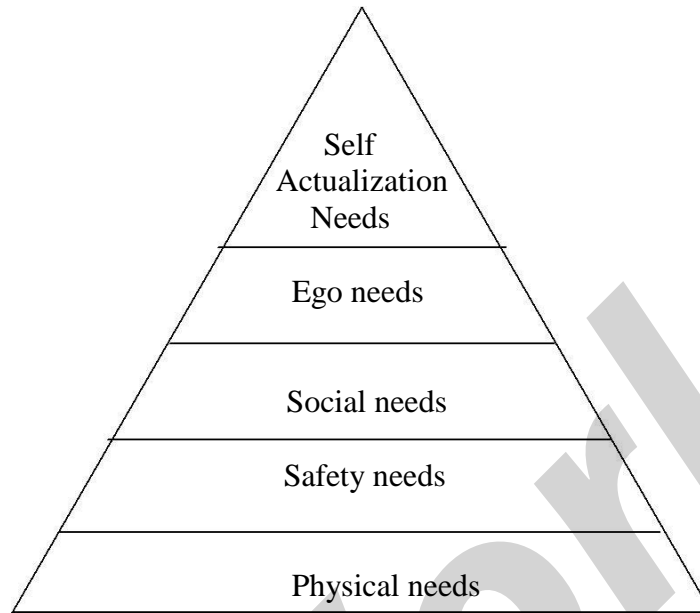 Self
Actualization
Needs
Ego needs
Social needs
Safety needs
Physical needs